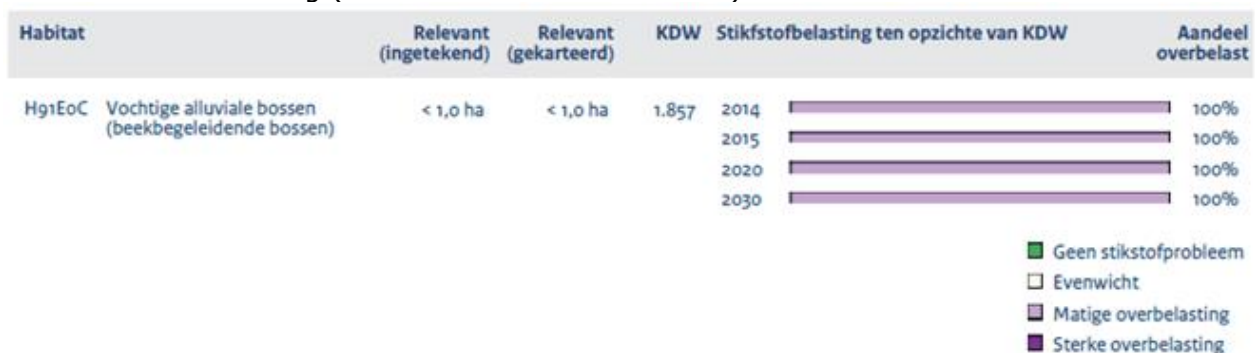 Habitat Relevant (ingetekend) Relevant (gekarteerd) KDW Stikfstofbelasting ten opzichte van KDW Aandeel overbelast
H91E0C Vochtige alluviale bossen (beekbegeleidende bossen) < 1,0 ha < 1,0 ha 1.857 2014 100%
2015 100%
2020 100%
2030 100%
Geen stikstofprobleem
Evenwicht
Matige overbelasting
Sterke overbelasting